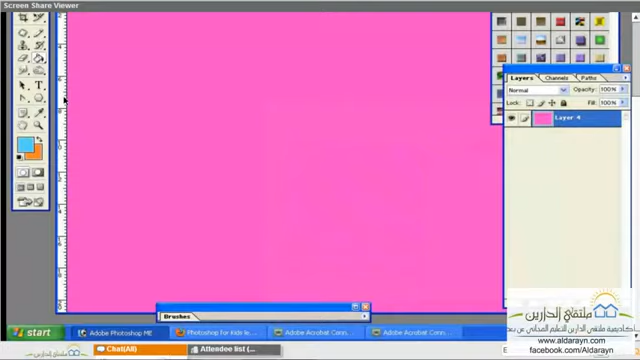 Screen Share Viewer
Layers Channels Paths
Normal Opacity: 100%
Lock: Fill: 100%
Layer 4
Brushes
start Adobe Photoshop ME Photoshop for Kids le... Adobe Acrobat Conn... Adobe Acrobat Conn...
Chat(All) Attendee list (...
ملتقى الدارين
www.aldarayn.com
facebook.com/Aldarayn